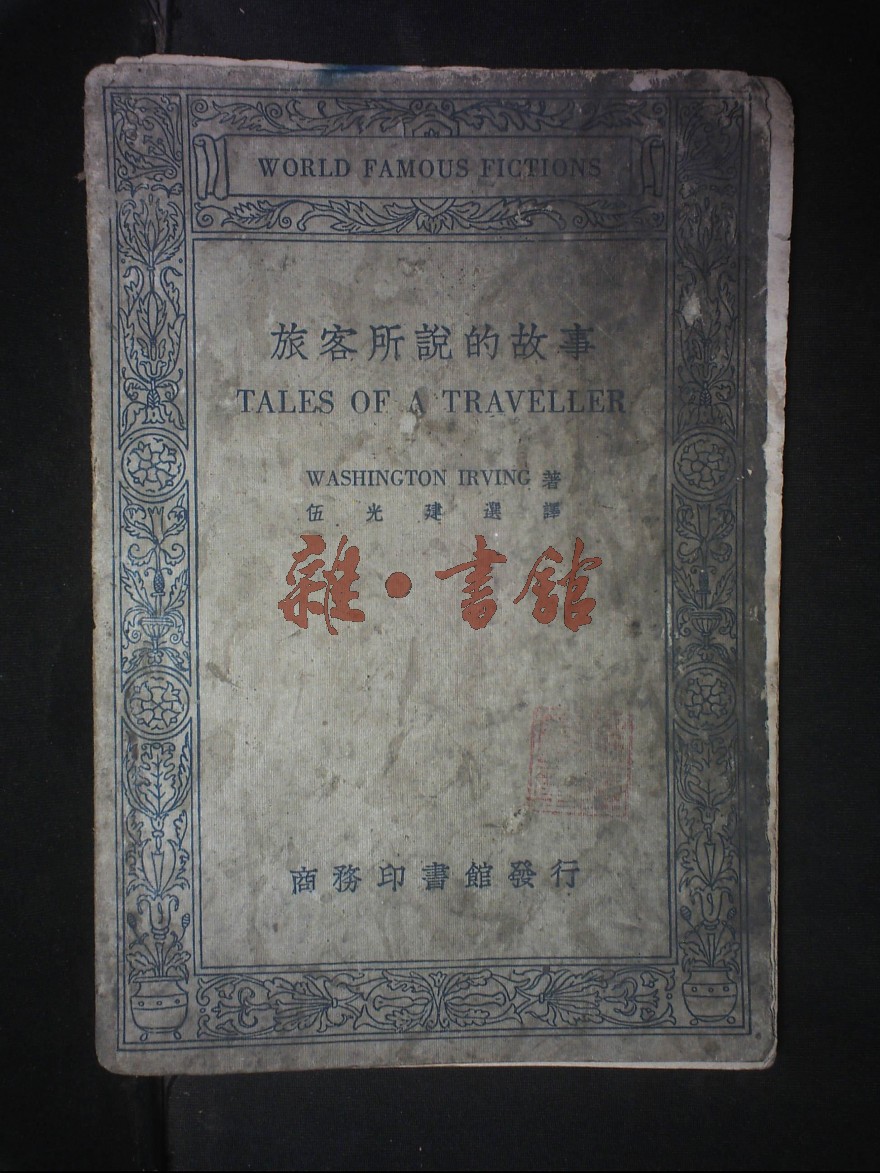 WORLD FAMOUS FICTIONS
旅客所說的故事
TALES OF A TRAVELLER
WASHINGTON IRVING 著
伍光建選譯
雜·書館
商務印書館發行